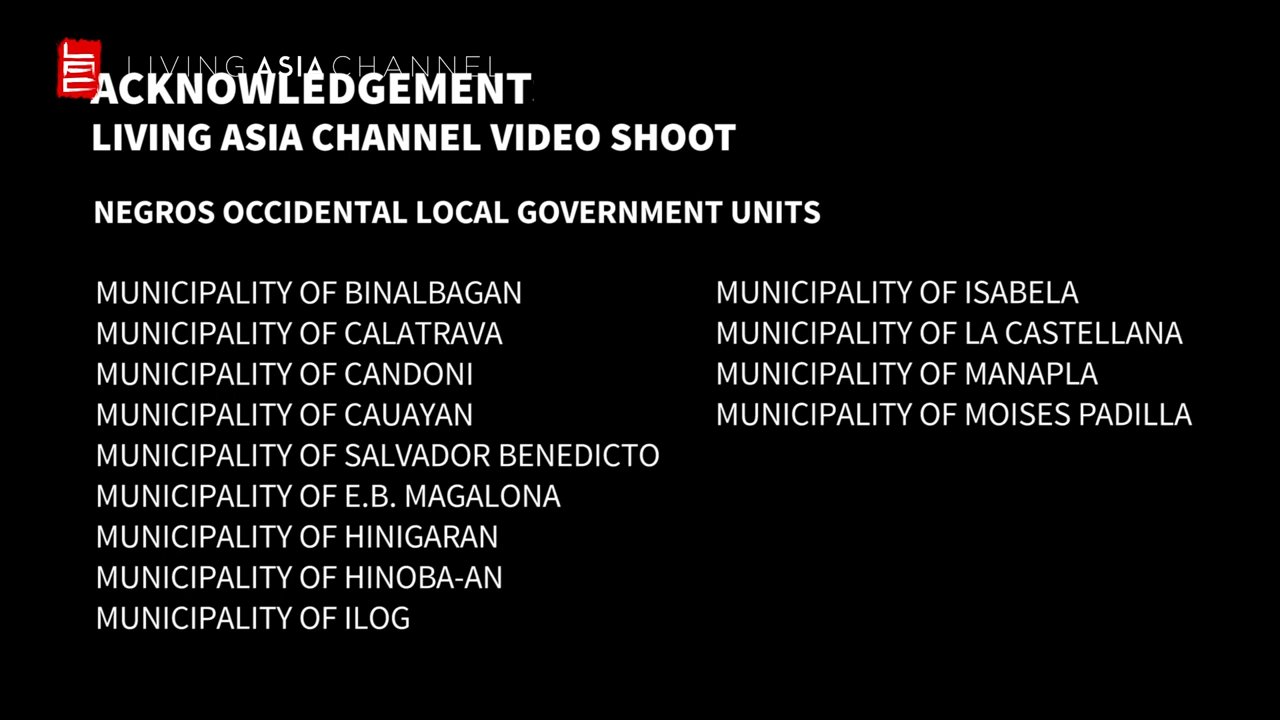 LIVING ASIA CHANNEL
ACKNOWLEDGEMENT
LIVING ASIA CHANNEL VIDEO SHOOT
NEGROS OCCIDENTAL LOCAL GOVERNMENT UNITS
MUNICIPALITY OF BINALBAGAN
MUNICIPALITY OF CALATRAVA
MUNICIPALITY OF CANDONI
MUNICIPALITY OF CAUAYAN
MUNICIPALITY OF SALVADOR BENEDICTO
MUNICIPALITY OF E.B. MAGALONA
MUNICIPALITY OF HINIGARAN
MUNICIPALITY OF HINOBA-AN
MUNICIPALITY OF ILOG
MUNICIPALITY OF ISABELA
MUNICIPALITY OF LA CASTELLANA
MUNICIPALITY OF MANAPLA
MUNICIPALITY OF MOISES PADILLA